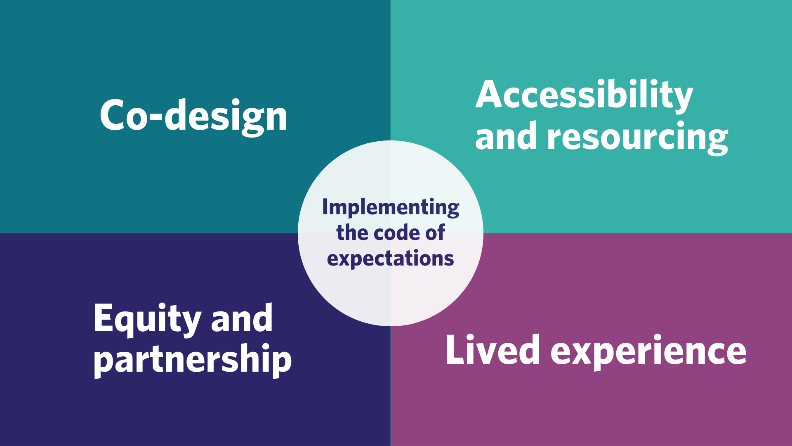 Co-design
Accessibility
and resourcing
Implementing
the code of
expectations
Equity and
partnership
Lived experience